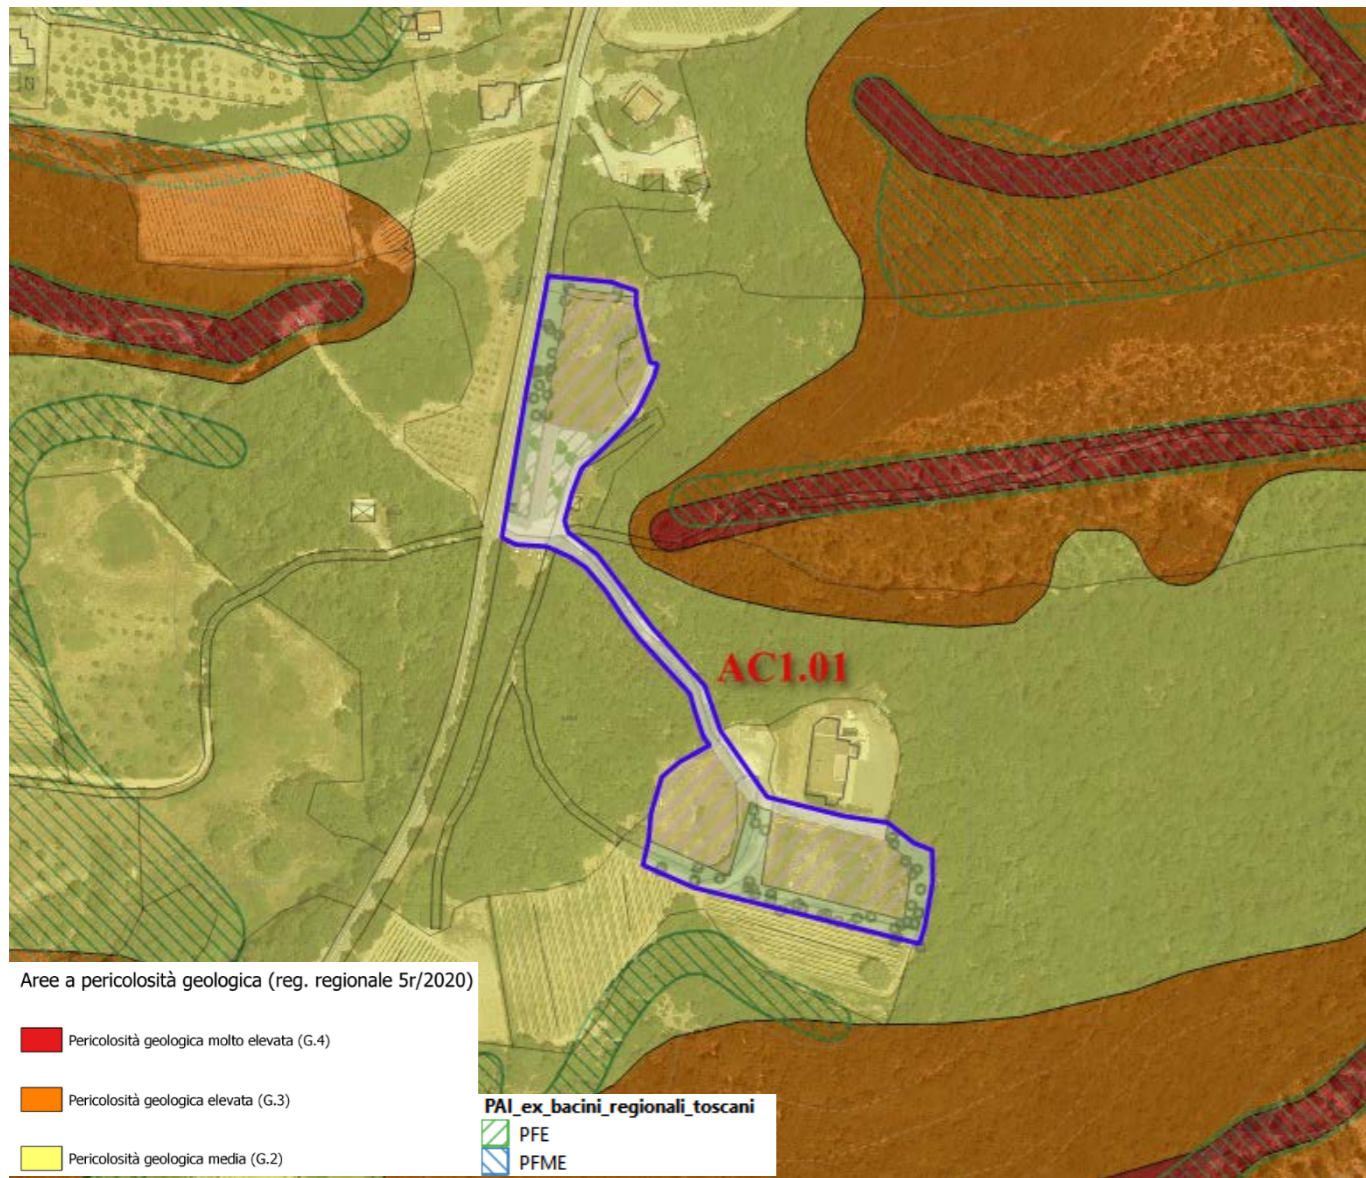 AC1.01
Aree a pericolosità geologica (reg. regionale 5r/2020)
Pericolosità geologica molto elevata (G.4)
Pericolosità geologica elevata (G.3)
Pericolosità geologica media (G.2)
PAI_ex_bacini_regionali_toscani
PFE
PFME